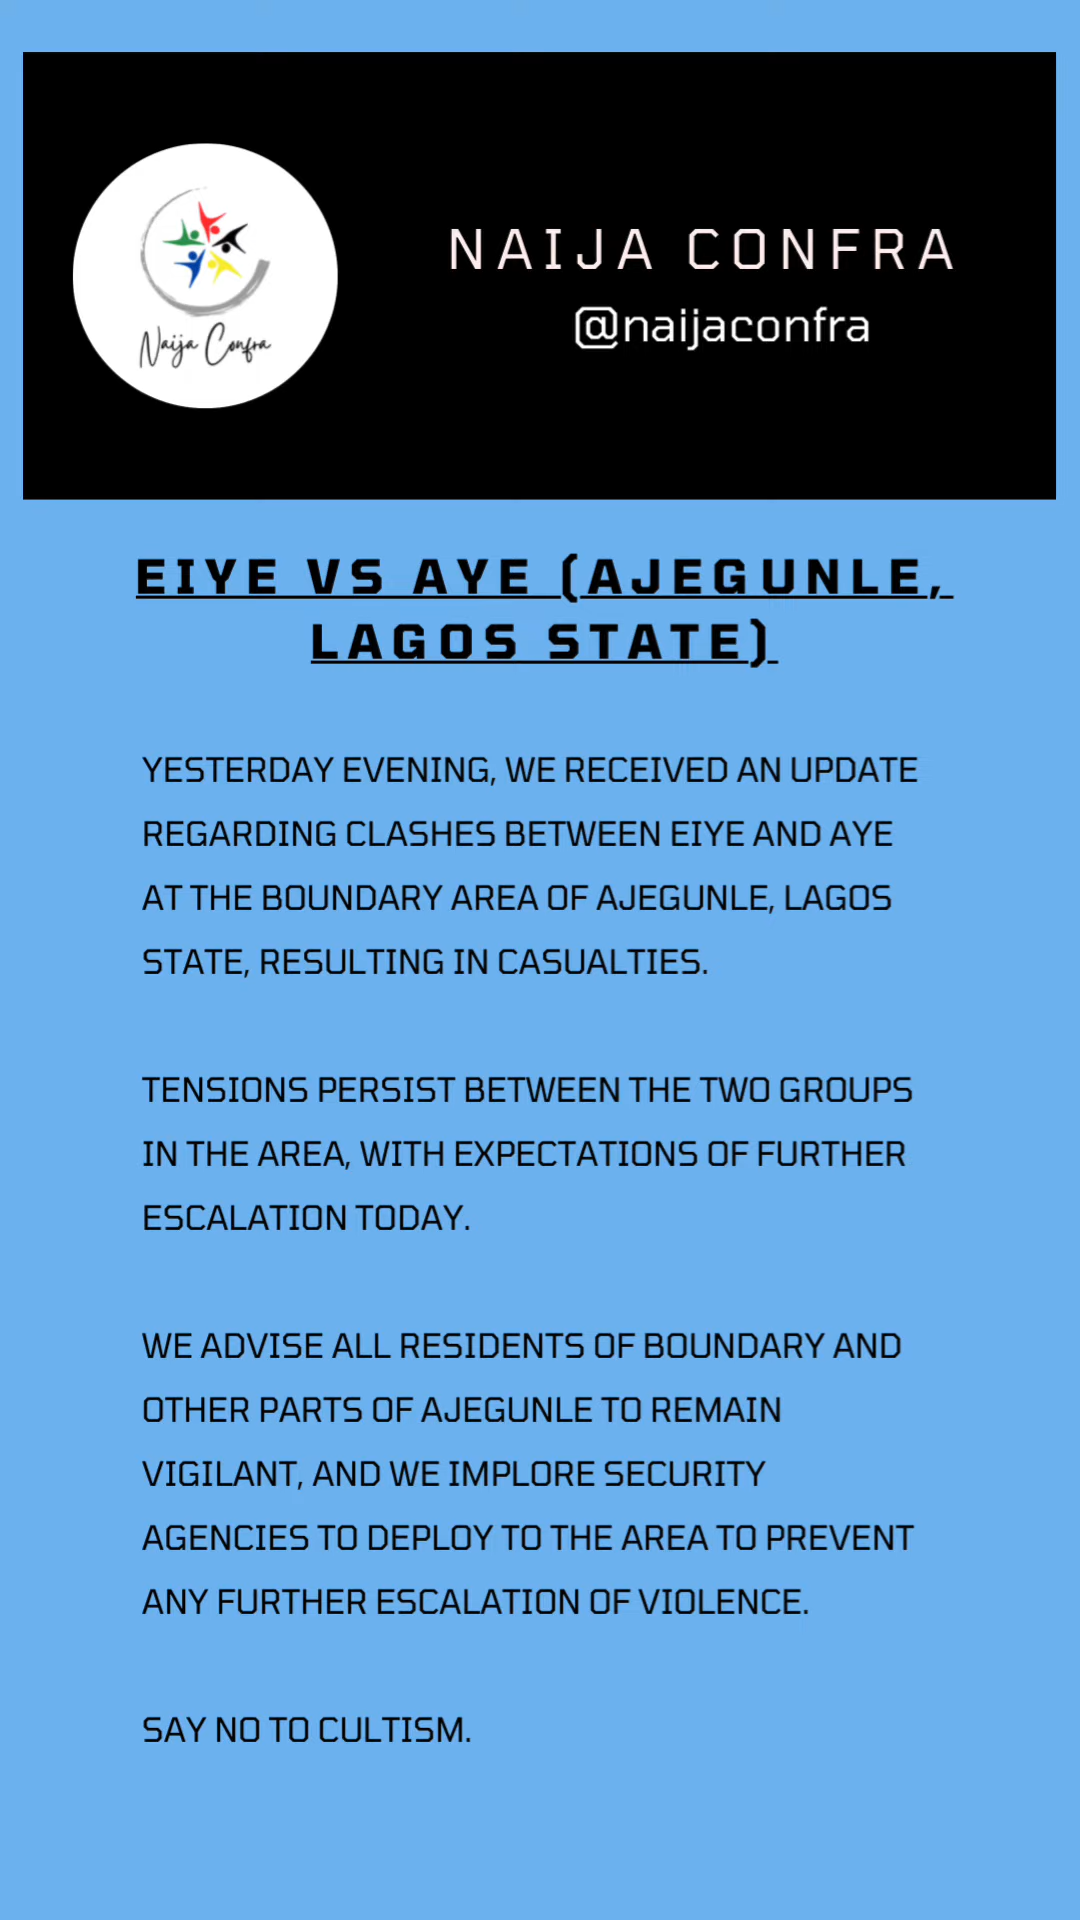 Naija Confra
NAIJA CONFRA
@naijaconfra
EIYE VS AYE (AJEGUNLE,
LAGOS STATE)
YESTERDAY EVENING, WE RECEIVED AN UPDATE
REGARDING CLASHES BETWEEN EIYE AND AYE
AT THE BOUNDARY AREA OF AJEGUNLE, LAGOS
STATE, RESULTING IN CASUALTIES.
TENSIONS PERSIST BETWEEN THE TWO GROUPS
IN THE AREA, WITH EXPECTATIONS OF FURTHER
ESCALATION TODAY.
WE ADVISE ALL RESIDENTS OF BOUNDARY AND
OTHER PARTS OF AJEGUNLE TO REMAIN
VIGILANT, AND WE IMPLORE SECURITY
AGENCIES TO DEPLOY TO THE AREA TO PREVENT
ANY FURTHER ESCALATION OF VIOLENCE.
SAY NO TO CULTISM.